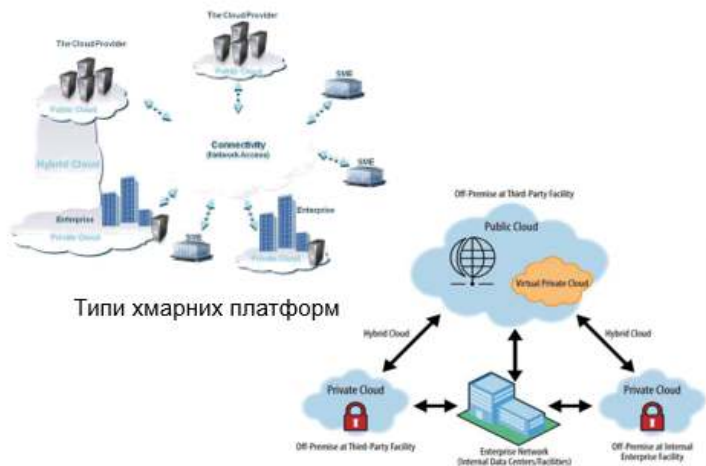 The Cloud Provider
Public Cloud
The Cloud Provider
Public Cloud
SME
Hybrid Cloud
Connectivity
(Network Access)
SME
Enterprise
Private Cloud
SME
Enterprise
Private Cloud
Типи хмарних платформ
Off-Premise at Third-Party Facility
Public Cloud
Virtual Private Cloud
Hybrid Cloud
Hybrid Cloud
Private Cloud
Off-Premise at Third-Party Facility
Enterprise Network
(Internal Data Centers/Facilities)
Private Cloud
Off-Premise at Internal
Enterprise Facility